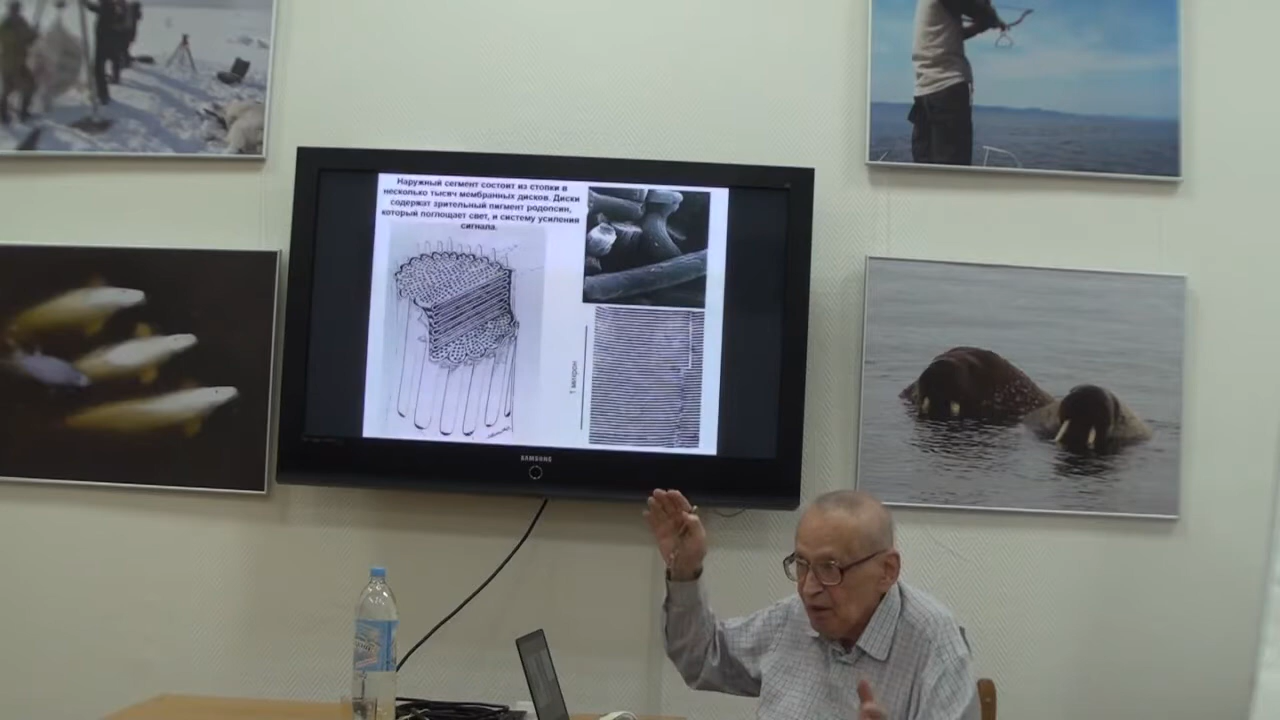 Наружный сегмент состоит из стопки в
несколько тысяч мембранных дисков. Диски
содержат зрительный пигмент родопсин,
который поглощает свет, и систему усиления
сигнала.
1 микрон
SAMSUNG